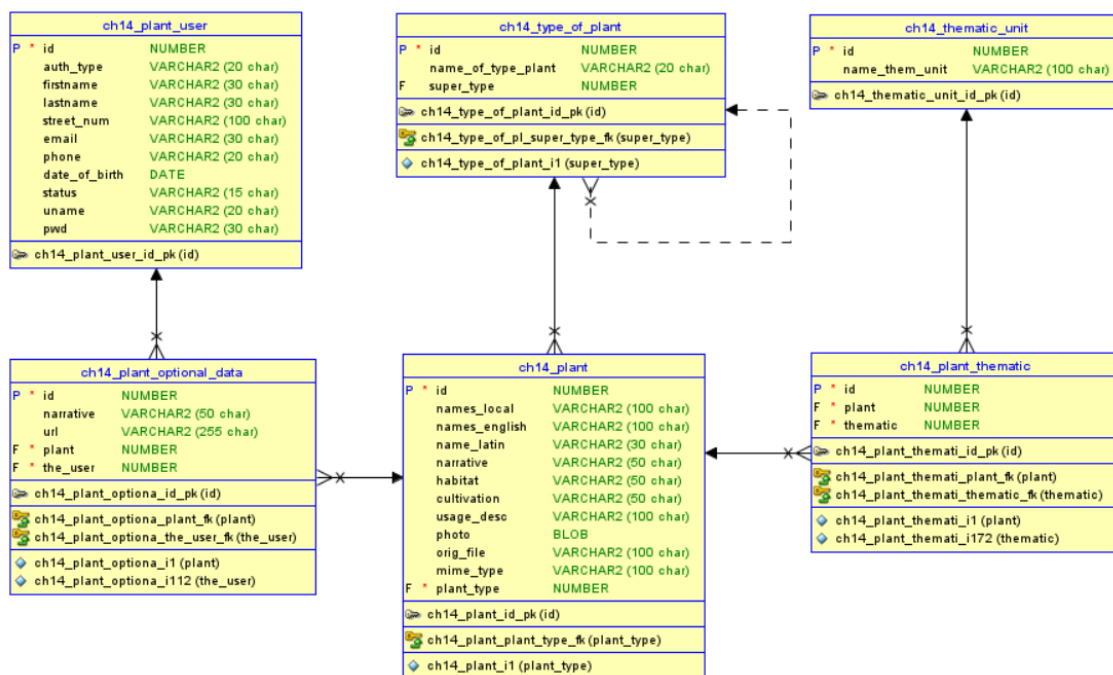 ch14_plant_user
P * id NUMBER
auth_type VARCHAR2 (20 char)
firstname VARCHAR2 (30 char)
lastname VARCHAR2 (30 char)
street_num VARCHAR2 (100 char)
email VARCHAR2 (30 char)
phone VARCHAR2 (20 char)
date_of_birth DATE
status VARCHAR2 (15 char)
uname VARCHAR2 (20 char)
pwd VARCHAR2 (30 char)
ch14_plant_user_id_pk (id)
ch14_type_of_plant
P * id NUMBER
name_of_type_plant VARCHAR2 (20 char)
F super_type NUMBER
ch14_type_of_plant_id_pk (id)
ch14_type_of_pl_super_type_fk (super_type)
ch14_type_of_plant_i1 (super_type)
ch14_thematic_unit
P * id NUMBER
name_them_unit VARCHAR2 (100 char)
ch14_thematic_unit_id_pk (id)
ch14_plant_optional_data
P * id NUMBER
narrative VARCHAR2 (50 char)
url VARCHAR2 (255 char)
F * plant NUMBER
F * the_user NUMBER
ch14_plant_optiona_id_pk (id)
ch14_plant_optiona_plant_fk (plant)
ch14_plant_optiona_the_user_fk (the_user)
ch14_plant_optiona_i1 (plant)
ch14_plant_optiona_i112 (the_user)
ch14_plant
P * id NUMBER
names_local VARCHAR2 (100 char)
names_english VARCHAR2 (100 char)
name_latin VARCHAR2 (30 char)
narrative VARCHAR2 (50 char)
habitat VARCHAR2 (50 char)
cultivation VARCHAR2 (50 char)
usage_desc VARCHAR2 (100 char)
photo BLOB
orig_file VARCHAR2 (100 char)
mime_type VARCHAR2 (100 char)
F * plant_type NUMBER
ch14_plant_id_pk (id)
ch14_plant_plant_type_fk (plant_type)
ch14_plant_i1 (plant_type)
ch14_plant_thematic
P * id NUMBER
F * plant NUMBER
F * thematic NUMBER
ch14_plant_themati_id_pk (id)
ch14_plant_themati_plant_fk (plant)
ch14_plant_themati_thematic_fk (thematic)
ch14_plant_themati_i1 (plant)
ch14_plant_themati_i172 (thematic)